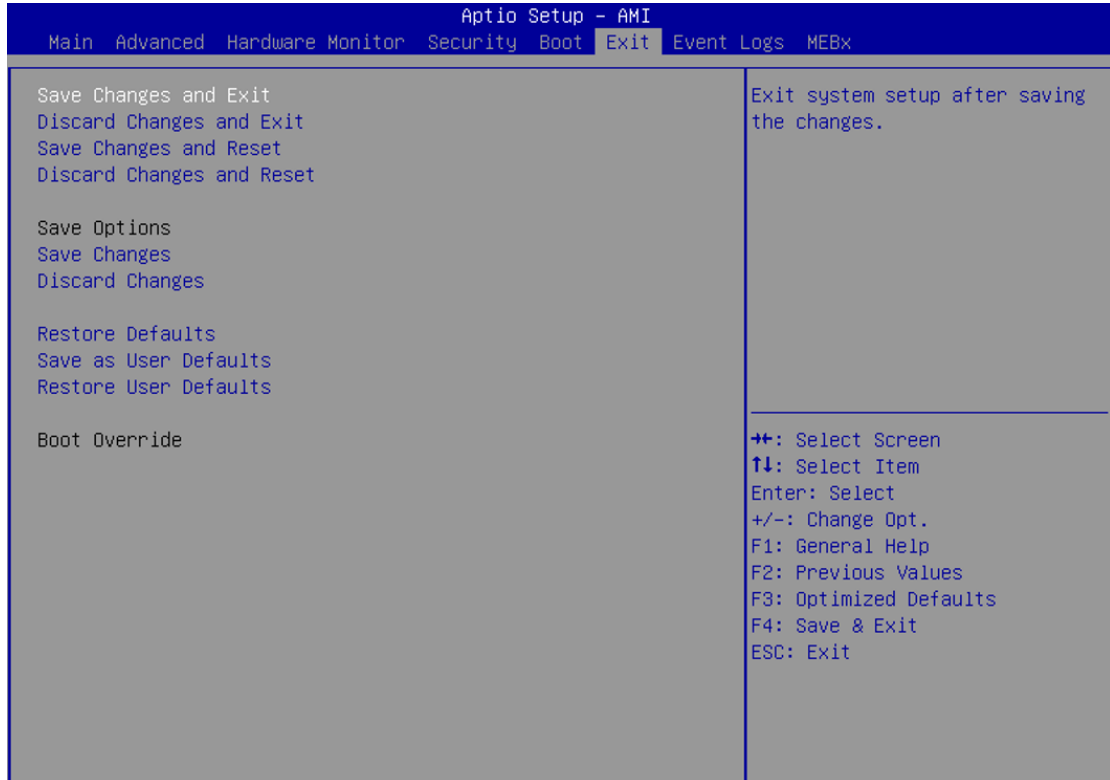 Aptio Setup – AMI
Main Advanced Hardware Monitor Security Boot Exit Event Logs MEBx
Save Changes and Exit
Discard Changes and Exit
Save Changes and Reset
Discard Changes and Reset
Save Options
Save Changes
Discard Changes
Restore Defaults
Save as User Defaults
Restore User Defaults
Boot Override
Exit system setup after saving
the changes.
→←: Select Screen
↑↓: Select Item
Enter: Select
+/-: Change Opt.
F1: General Help
F2: Previous Values
F3: Optimized Defaults
F4: Save & Exit
ESC: Exit